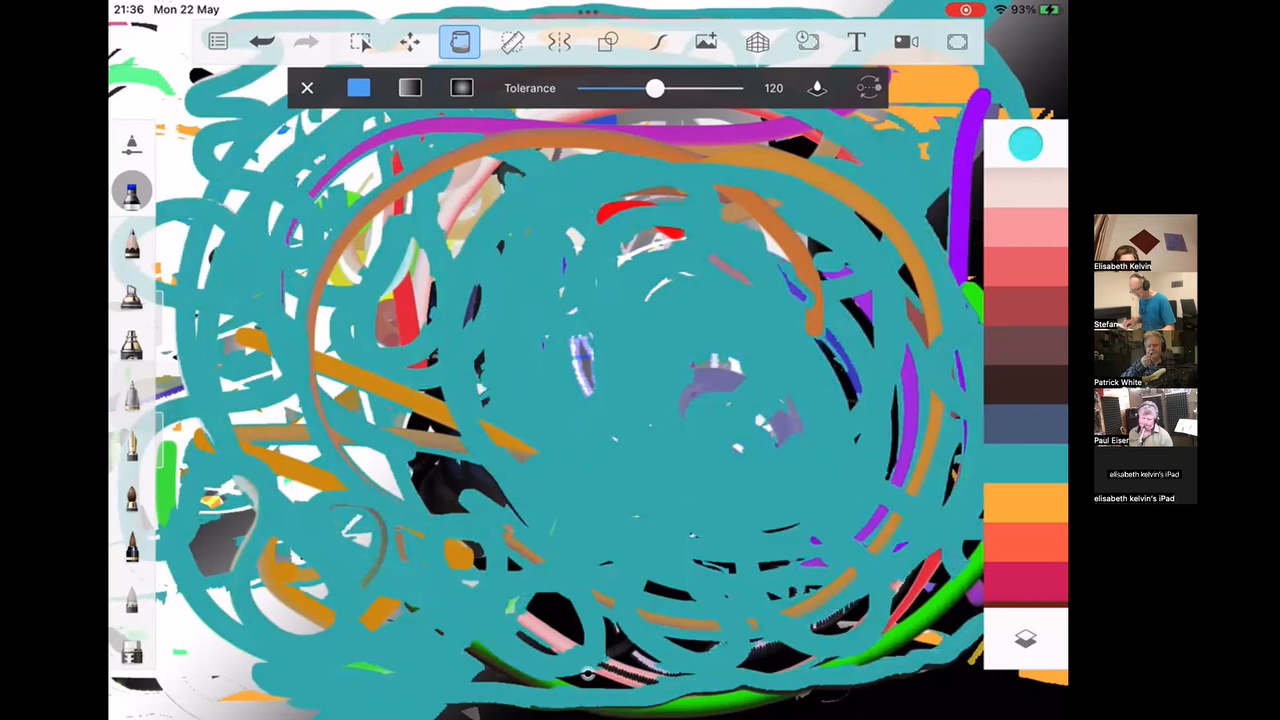 21:36 Mon 22 May
93%
Tolerance
120
T
Elisabeth Kelvin
Stefan
Patrick White
Paul Eiser
elisabeth kelvin's iPad
elisabeth kelvin's iPad